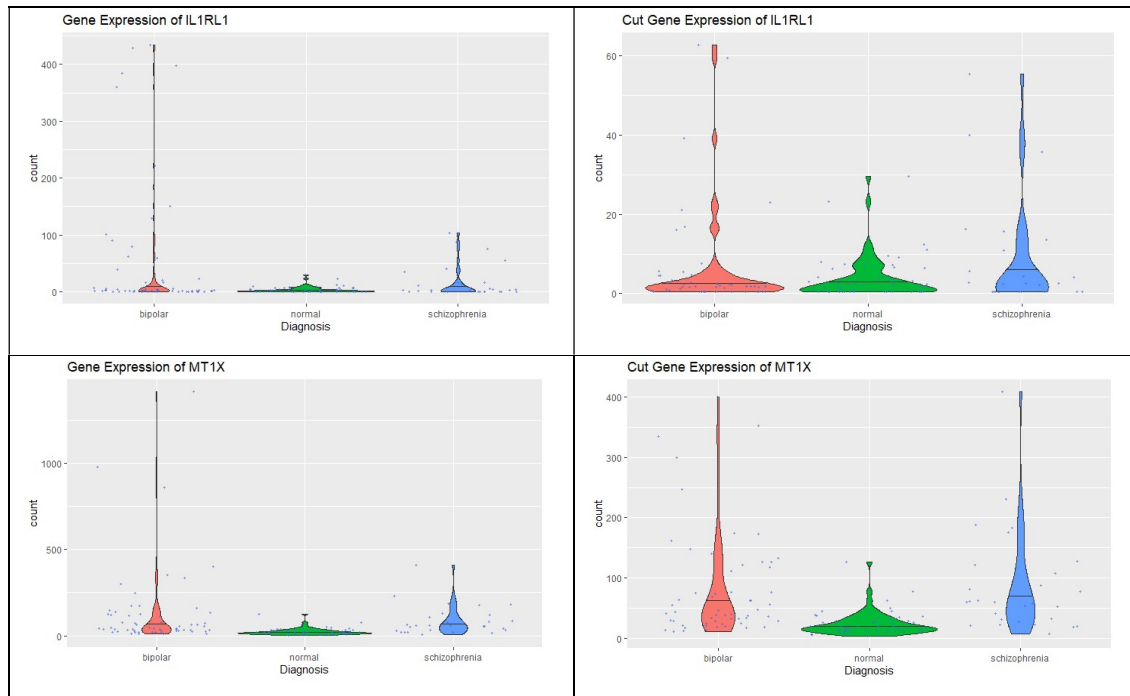 Gene Expression of IL1RL1
count
400
300
200
100
0
bipolar
normal
schizophrenia
Diagnosis
Cut Gene Expression of IL1RL1
count
60
40
20
0
bipolar
normal
schizophrenia
Diagnosis
Gene Expression of MT1X
count
1000
500
0
bipolar
normal
schizophrenia
Diagnosis
Cut Gene Expression of MT1X
count
400
300
200
100
0
bipolar
normal
schizophrenia
Diagnosis